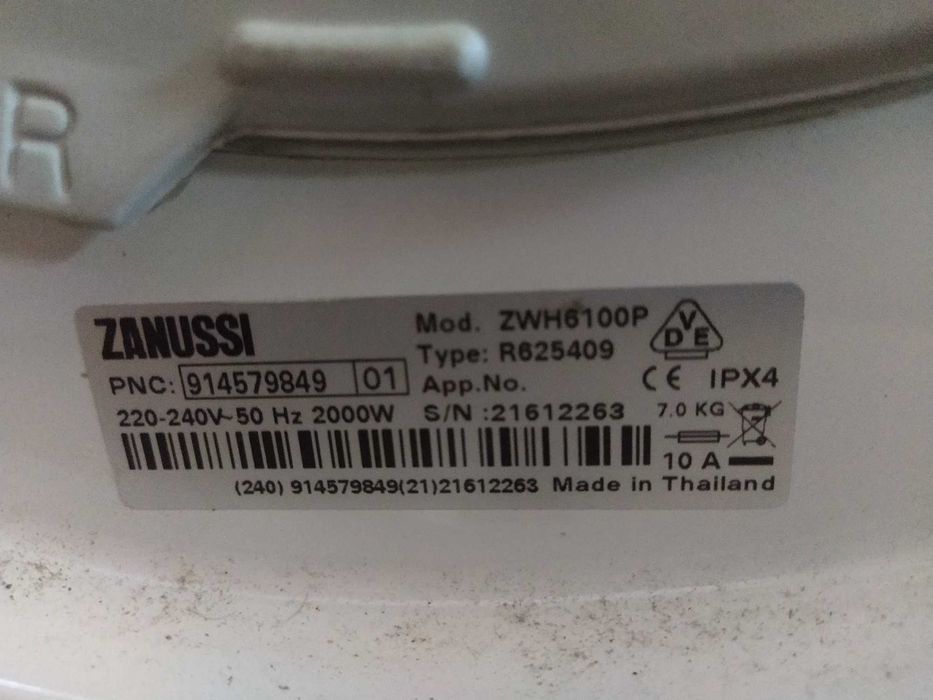 R
ZANUSSI
Mod. ZWH6100P
Type: R625409
PNC: 914579849 01
App.No.
220-240V~50 Hz 2000W
S/N :21612263
VDE
CE IPX4
7.0 KG
10 A
(240) 914579849(21)21612263 Made in Thailand